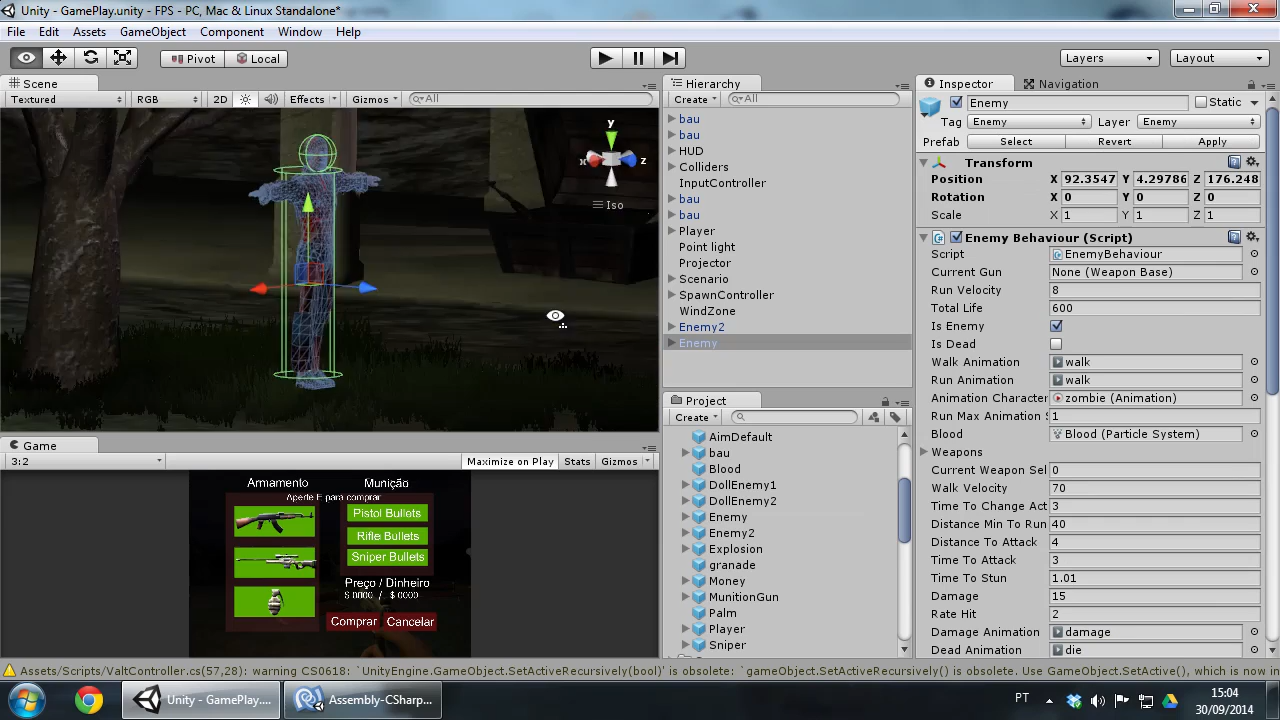 Unity - GamePlay.unity - FPS - PC, Mac & Linux Standalone*
File Edit Assets GameObject Component Window Help
Pivot Local Layers Layout
Scene
Textured RGB 2D Effects Gizmos All
y
x z
Iso
Game
3:2 Maximize on Play Stats Gizmos
Armamento Munição
Aperte E para comprar
Pistol Bullets
Rifle Bullets
Sniper Bullets
Preço / Dinheiro
$ 0000 / $ 0000
Comprar Cancelar
Hierarchy
Create All
bau
bau
HUD
Colliders
InputController
bau
bau
Player
Point light
Projector
Scenario
SpawnController
WindZone
Enemy2
Enemy
Project
Create
AimDefault
bau
Blood
DollEnemy1
DollEnemy2
Enemy
Enemy2
Explosion
granade
Money
MunitionGun
Palm
Player
Sniper
Inspector Navigation
Enemy Static
Tag Enemy Layer Enemy
Prefab Select Revert Apply
Transform
Position X 92.3547 Y 4.29786 Z 176.248
Rotation X 0 Y 0 Z 0
Scale X 1 Y 1 Z 1
Enemy Behaviour (Script)
Script EnemyBehaviour
Current Gun None (Weapon Base)
Run Velocity 8
Total Life 600
Is Enemy
Is Dead
Walk Animation walk
Run Animation walk
Animation Character zombie (Animation)
Run Max Animation S 1
Blood Blood (Particle System)
Weapons
Current Weapon Sel 0
Walk Velocity 70
Time To Change Act 3
Distance Min To Run 40
Distance To Attack 4
Time To Attack 3
Time To Stun 1.01
Damage 15
Rate Hit 2
Damage Animation damage
Dead Animation die
Assets/Scripts/ValtController.cs(57,28): warning CS0618: `UnityEngine.GameObject.SetActiveRecursively(bool)' is obsolete: `gameObject.SetActiveRecursively() is obsolete. Use GameObject.SetActive(), which is now in
Unity - GamePlay.... Assembly-CSharp... PT 15:04
30/09/2014